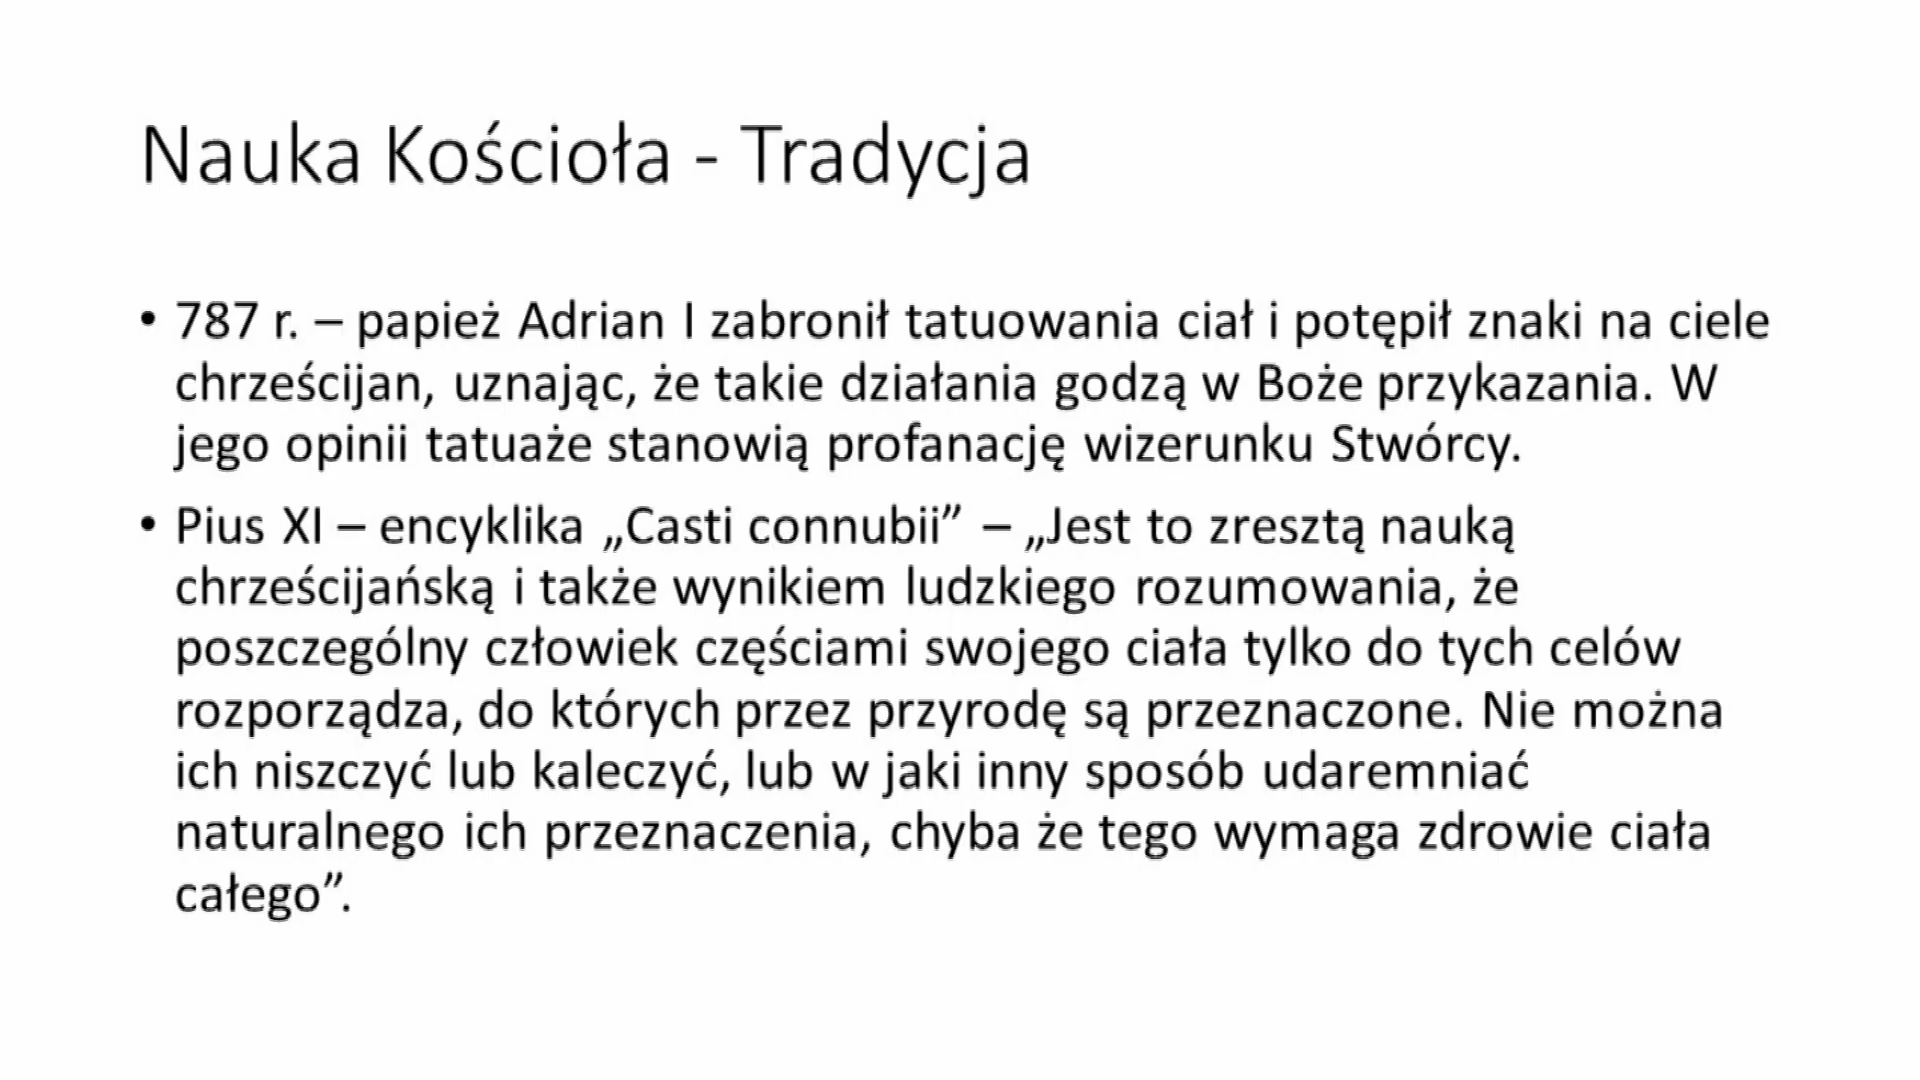 Nauka Kościoła - Tradycja
• 787 r. – papież Adrian I zabronił tatuowania ciał i potępił znaki na ciele
chrześcijan, uznając, że takie działania godzą w Boże przykazania. W
jego opinii tatuaże stanowią profanację wizerunku Stwórcy.
• Pius XI – encyklika „Casti connubii” – „Jest to zresztą nauką
chrześcijańską i także wynikiem ludzkiego rozumowania, że
poszczególny człowiek częściami swojego ciała tylko do tych celów
rozporządza, do których przez przyrodę są przeznaczone. Nie można
ich niszczyć lub kaleczyć, lub w jaki inny sposób udaremniać
naturalnego ich przeznaczenia, chyba że tego wymaga zdrowie ciała
całego”.